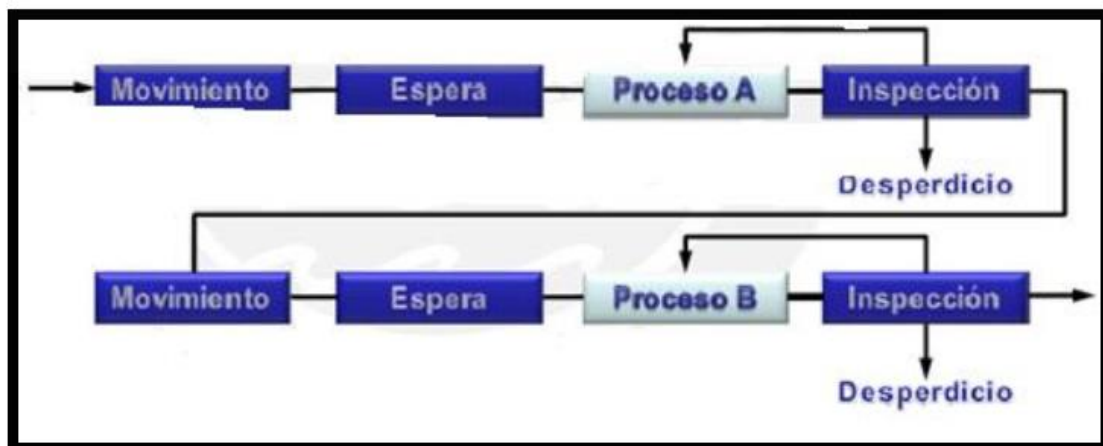 Movimiento Espera Proceso A Inspección
Desperdicio
Movimiento Espera Proceso B Inspección
Desperdicio